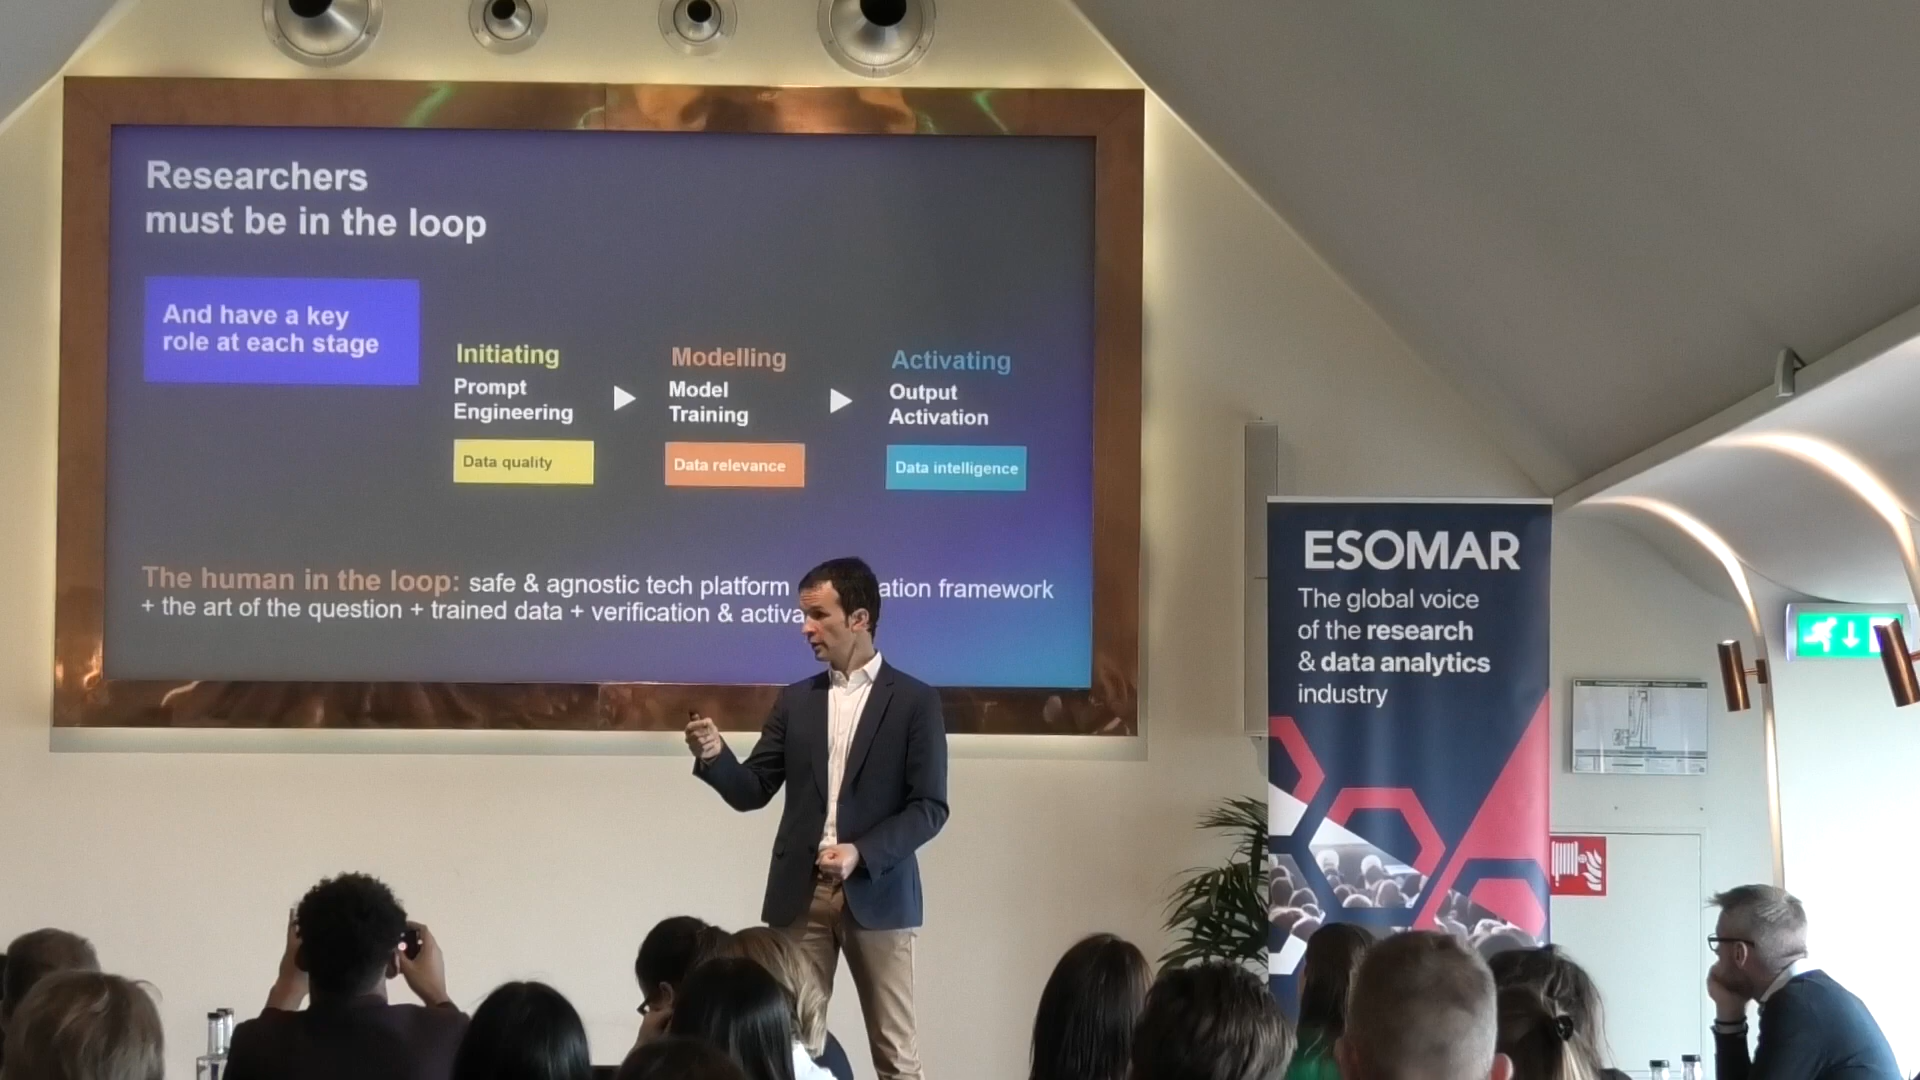 Researchers
must be in the loop
And have a key
role at each stage
Initiating
Prompt
Engineering
Data quality
Modelling
Model
Training
Data relevance
Activating
Output
Activation
Data intelligence
The human in the loop: safe & agnostic tech platform framework
+ the art of the question + trained data + verification &
ESOMAR
The global voice
of the research
& data analytics
industry